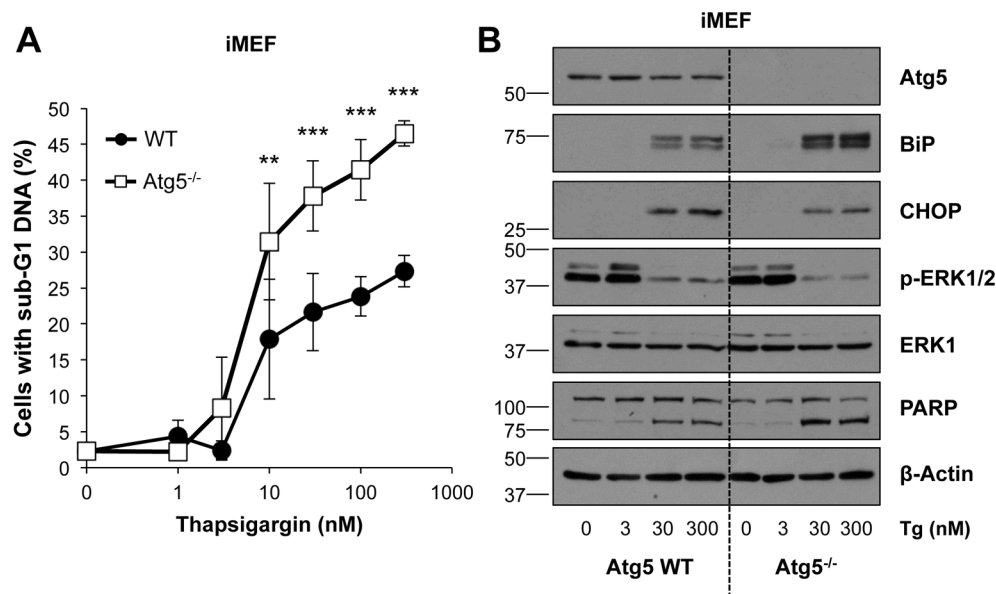 A
iMEF
Cells with sub-G1 DNA (%)
50
45
40
35
30
25
20
15
10
5
0
WT
Atg5-/-
**
***
***
***
0
1
10
100
1000
Thapsigargin (nM)
B
iMEF
50
Atg5
75
BiP
25
CHOP
50
37
p-ERK1/2
37
ERK1
100
75
PARP
50
37
β-Actin
0 3 30 300 0 3 30 300 Tg (nM)
Atg5 WT Atg5-/-